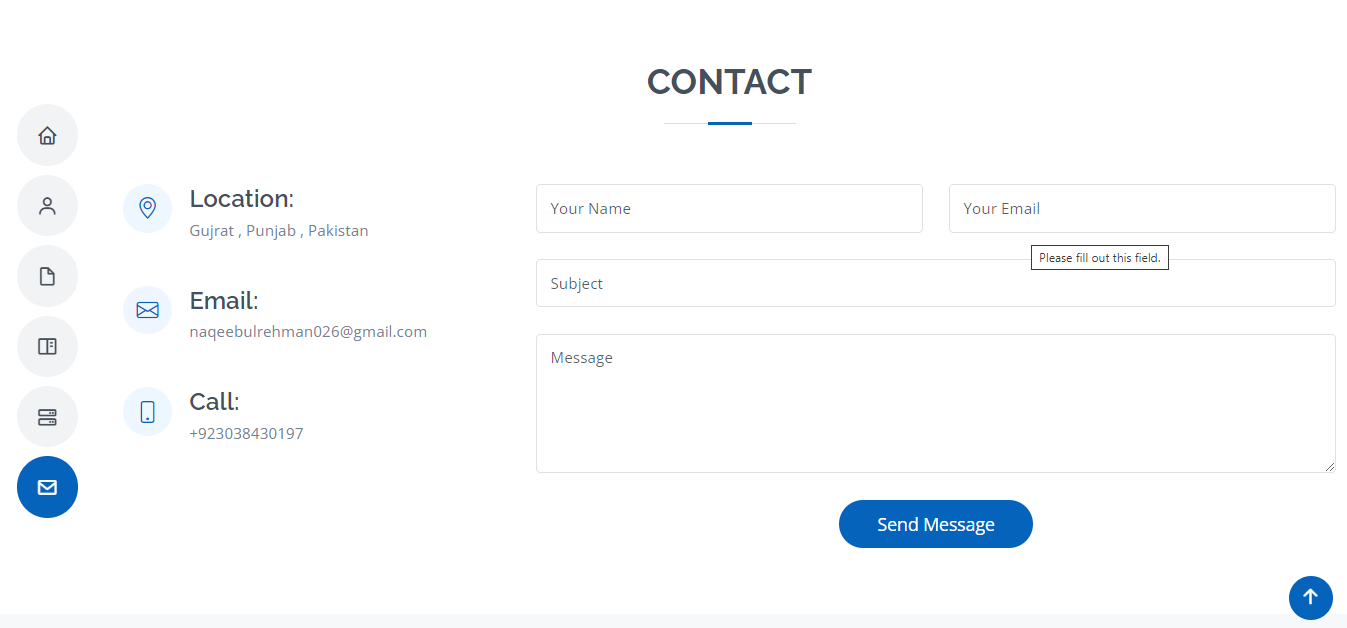 CONTACT
Location:
Gujrat , Punjab , Pakistan
Email:
naqeebulrehman026@gmail.com
Call:
+923038430197
Your Name
Your Email
Please fill out this field.
Subject
Message
Send Message